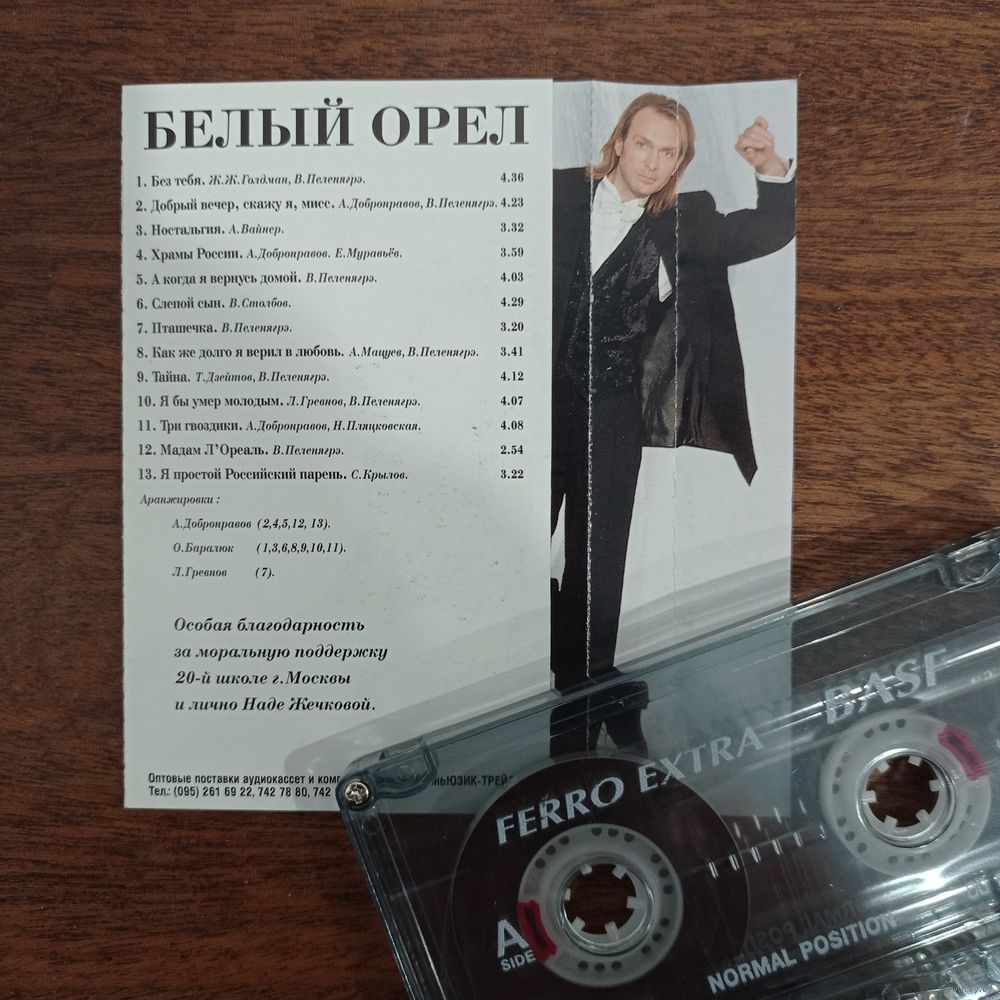 БЕЛЫЙ ОРЕЛ
1. Без тебя. Ж.Ж.Голдман, В.Пеленягрэ. 4.36
2. Добрый вечер, скажу я, мисс. А.Добронравов, В.Пеленягрэ. 4.23
3. Ностальгия. А.Вайнер. 3.32
4. Храмы России. А.Добронравов. Е.Муравьёв. 3.59
5. А когда я вернусь домой. В.Пеленягрэ. 4.03
6. Слепой сын. В.Столбов. 4.29
7. Пташечка. В.Пеленягрэ. 3.20
8. Как же долго я верил в любовь. А.Мацуев, В.Пеленягрэ. 3.41
9. Тайна. Т.Дзейтов, В.Пеленягрэ. 4.12
10. Я бы умер молодым. Л.Гревнов, В.Пеленягрэ. 4.07
11. Три гвоздики. А.Добронравов, Н.Пляцковская. 4.08
12. Мадам Л'Ореаль. В.Пеленягрэ. 2.54
13. Я простой Российский парень. С.Крылов. 3.22
Аранжировки :
А.Добронравов (2,4,5,12, 13).
О.Баралюк (1,3,6,8,9,10,11).
Л.Гревнов (7).
Особая благодарность
за моральную поддержку
20-й школе г.Москвы
и лично Наде Жечковой.
Оптовые поставки аудиокассет и
Тел.: (095) 261 69 22, 742 78 80, 742
BASF
FERRO EXTRA
A
SIDE
NORMAL POSITION